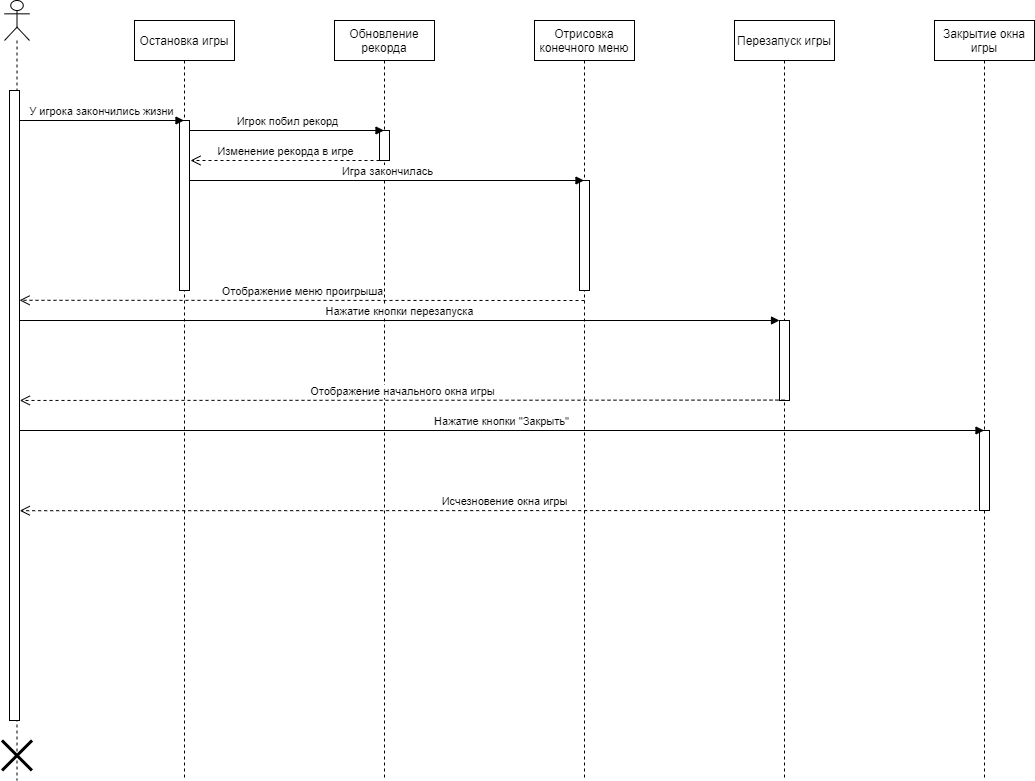 Остановка игры
Обновление
рекорда
Отрисовка
конечного меню
Перезапуск игры
Закрытие окна
игры
У игрока закончились жизни
Игрок побил рекорд
Изменение рекорда в игре
Игра закончилась
Отображение меню проигрыша
Нажатие кнопки перезапуска
Отображение начального окна игры
Нажатие кнопки "Закрыть"
Исчезновение окна игры